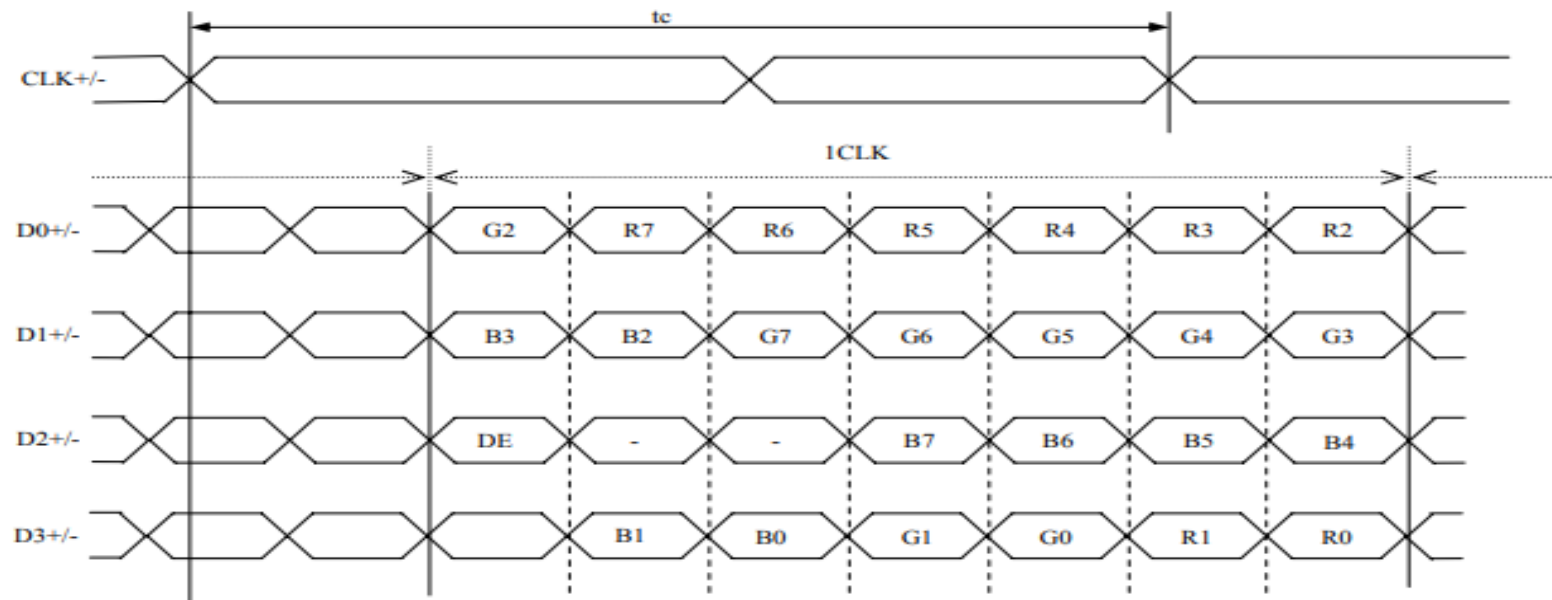 tc
CLK+/-
1CLK
D0+/- G2 R7 R6 R5 R4 R3 R2
D1+/- B3 B2 G7 G6 G5 G4 G3
D2+/- DE - - B7 B6 B5 B4
D3+/- B1 B0 G1 G0 R1 R0